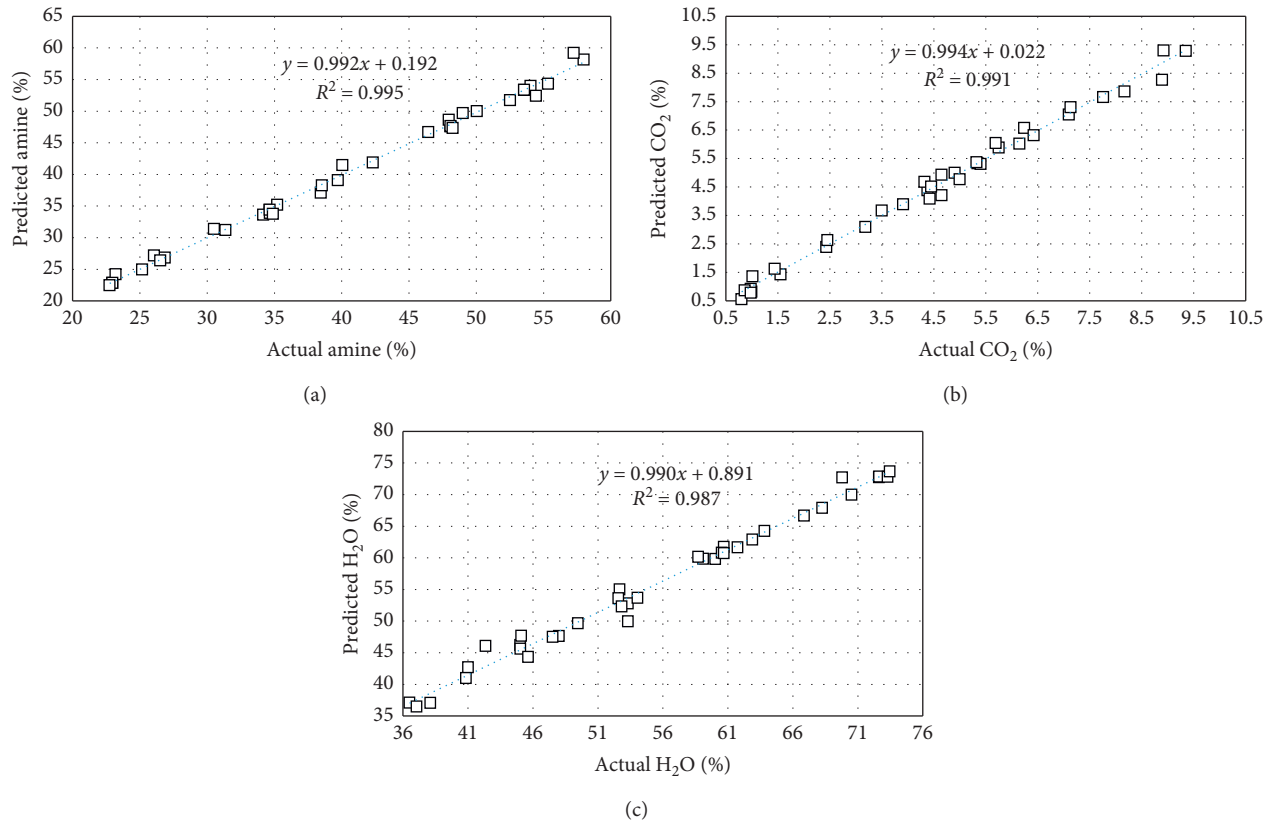 65
60
55
50
45
40
35
30
25
20
Predicted amine (%)
y = 0.992x + 0.192
R² = 0.995
20 25 30 35 40 45 50 55 60
Actual amine (%)
(a)
10.5
9.5
8.5
7.5
6.5
5.5
4.5
3.5
2.5
1.5
0.5
Predicted CO₂ (%)
y = 0.994x + 0.022
R² = 0.991
0.5 1.5 2.5 3.5 4.5 5.5 6.5 7.5 8.5 9.5 10.5
Actual CO₂ (%)
(b)
80
75
70
65
60
55
50
45
40
35
Predicted H₂O (%)
y = 0.990x + 0.891
R² = 0.987
36 41 46 51 56 61 66 71 76
Actual H₂O (%)
(c)